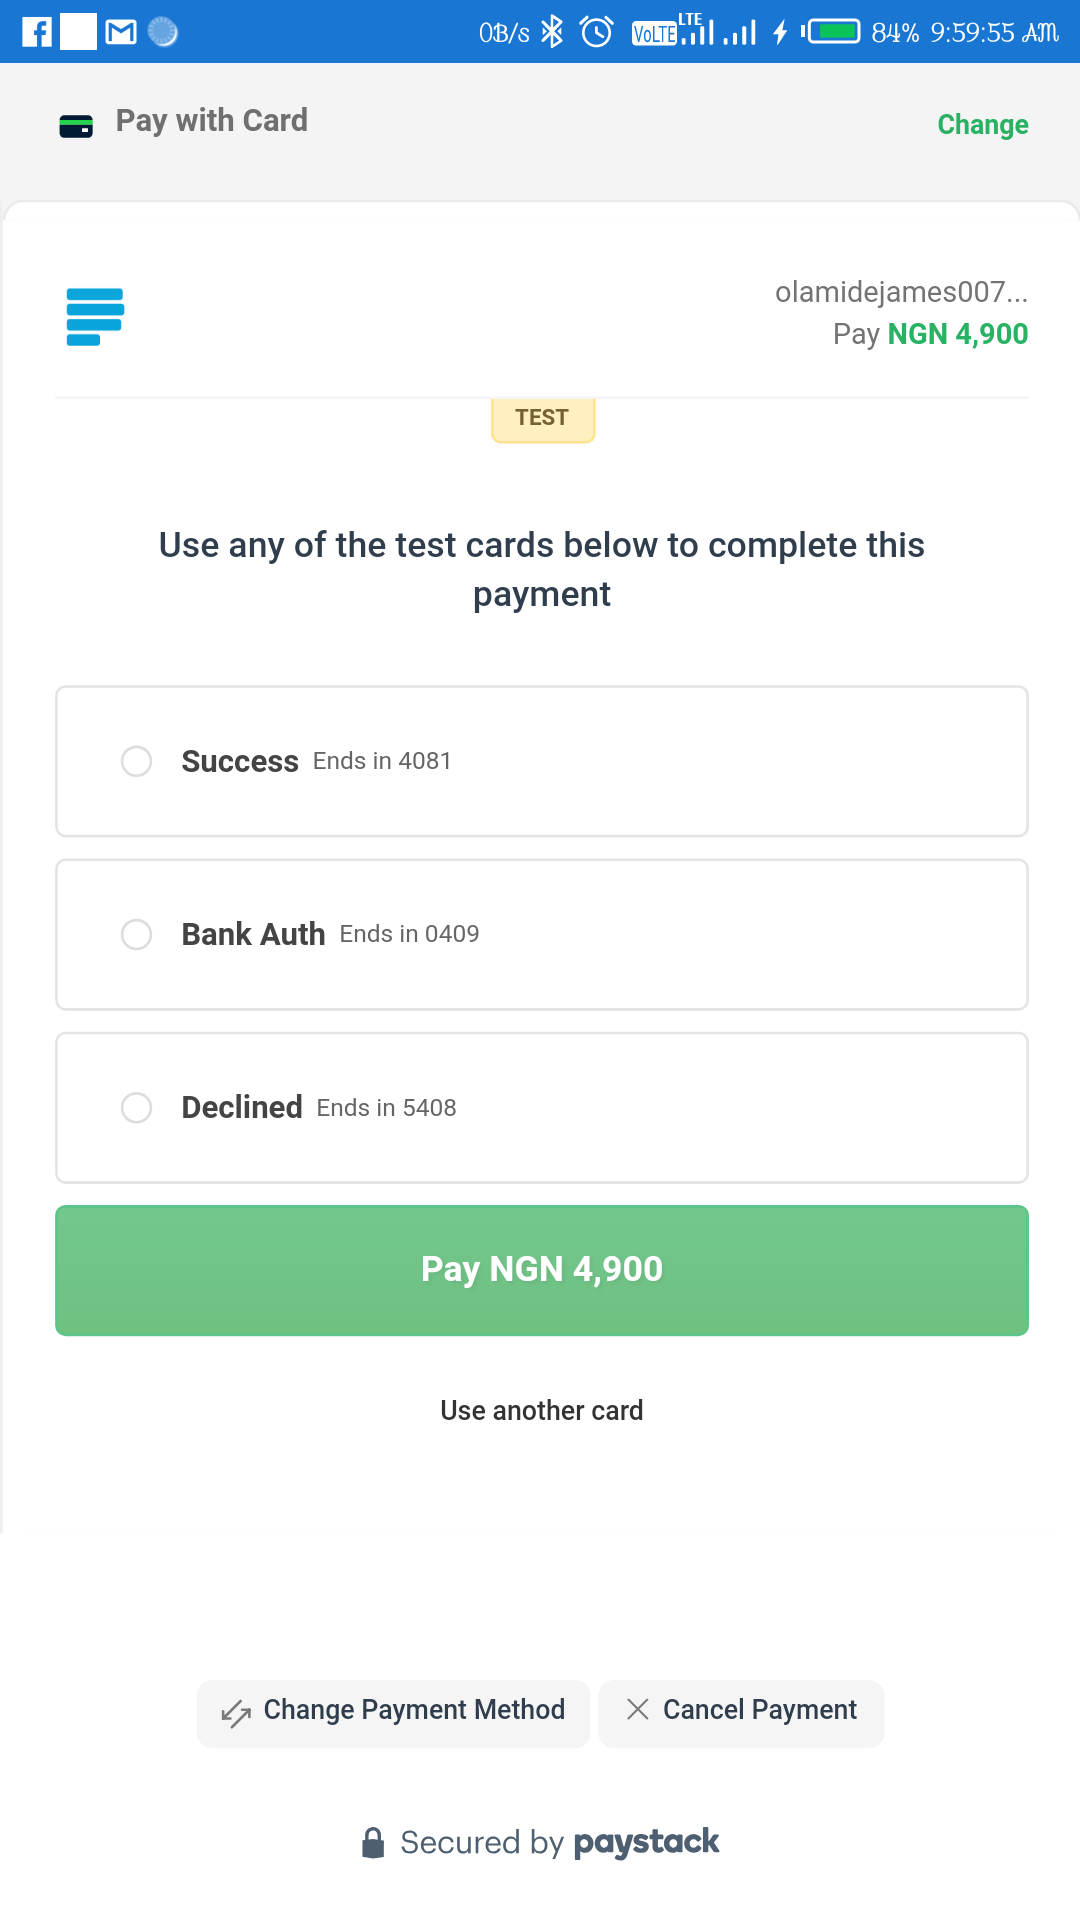 0B/s VoLTE LTE 84% 9:59:55 AM
Pay with Card
Change
olamidejames007...
Pay NGN 4,900
TEST
Use any of the test cards below to complete this
payment
Success Ends in 4081
Bank Auth Ends in 0409
Declined Ends in 5408
Pay NGN 4,900
Use another card
Change Payment Method
Cancel Payment
Secured by paystack